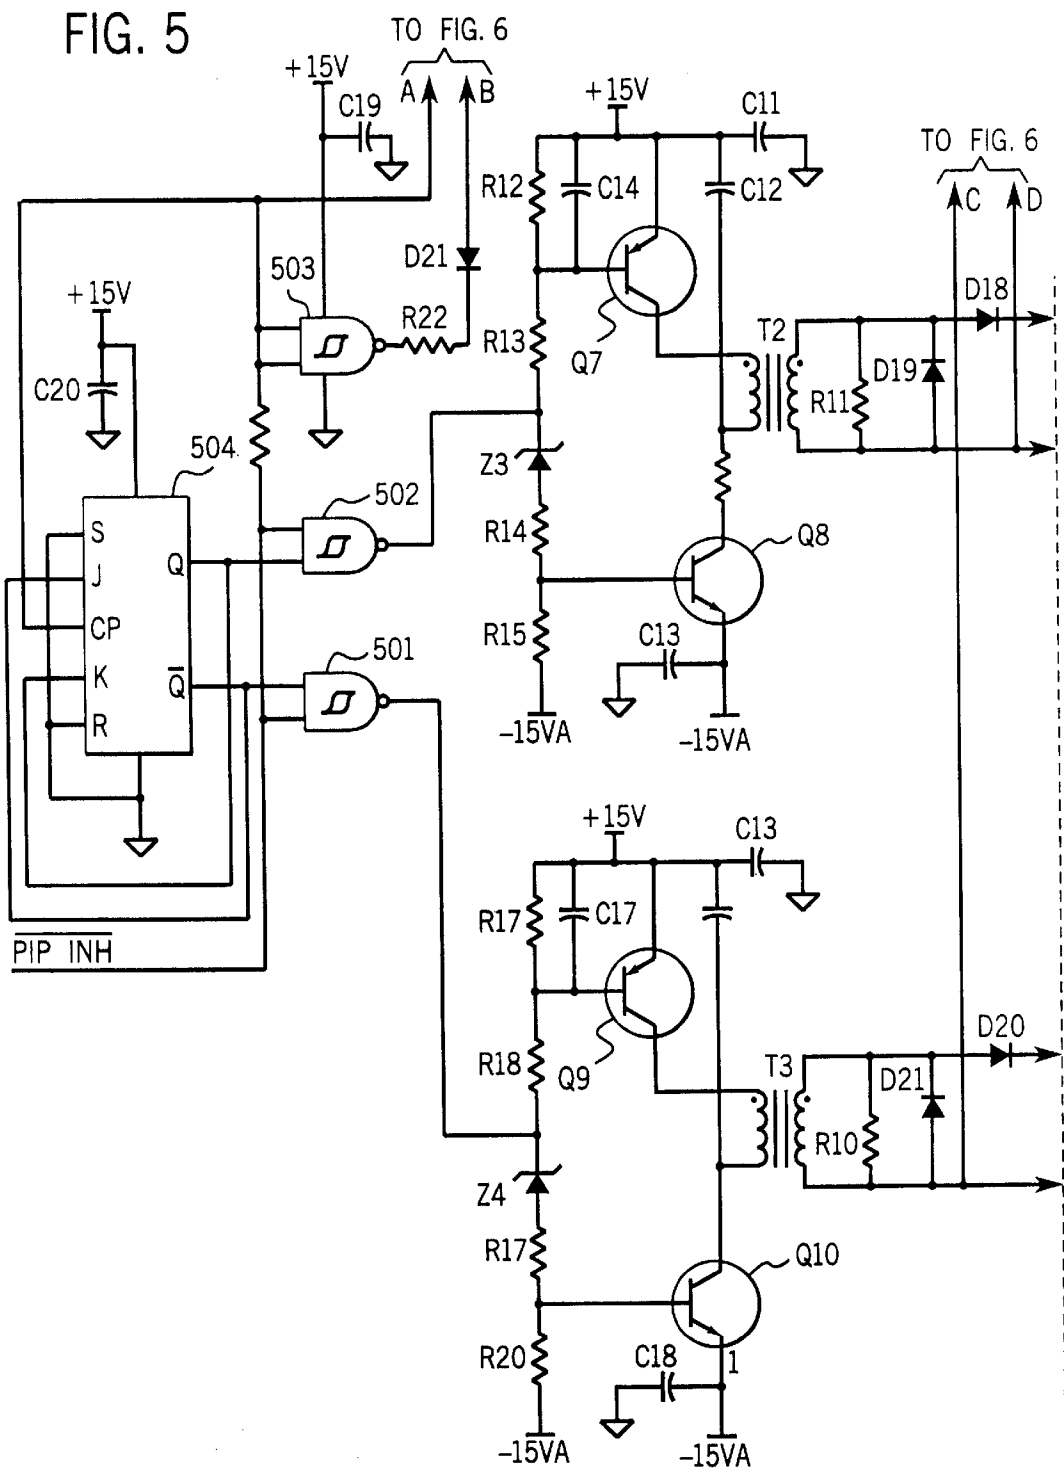 FIG. 5
TO FIG. 6
A
B
+15V
C19
+15V
C11
TO FIG. 6
C
D
R12
C14
C12
D21
503
+15V
R22
R13
Q7
T2
D18
D19
R11
C20
504
Z3
502
R14
Q8
S
J
Q
CP
K
Q̅
R
501
R15
C13
-15VA
-15VA
+15V
C13
R17
C17
PIP INH
R18
Q9
T3
D20
D21
R10
Z4
R17
Q10
R20
C18
1
-15VA
-15VA